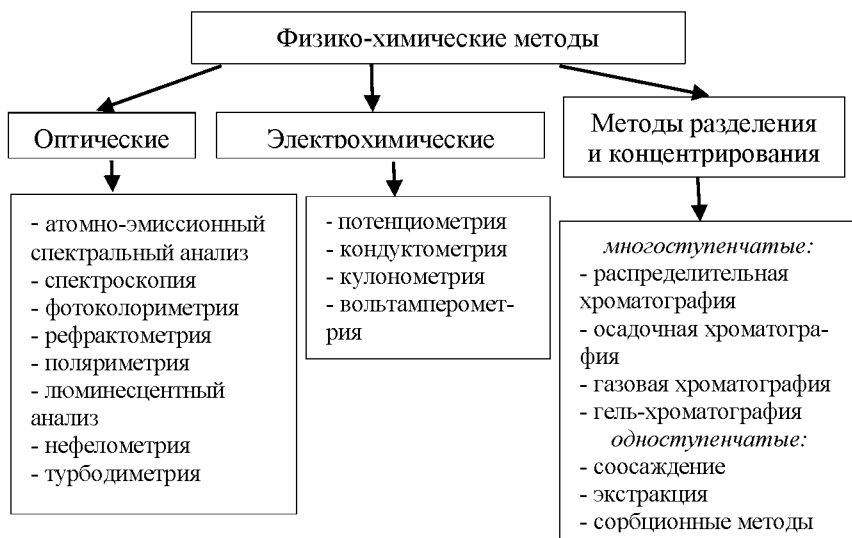 Физико-химические методы
Оптические
Электрохимические
Методы разделения
и концентрирования
- атомно-эмиссионный
спектральный анализ
- спектроскопия
- фотоколориметрия
- рефрактометрия
- поляриметрия
- люминесцентный
анализ
- нефелометрия
- турбодиметрия
- потенциометрия
- кондуктометрия
- кулонометрия
- вольтамперомет-
рия
многоступенчатые:
- распределительная
хроматография
- осадочная хроматогра-
фия
- газовая хроматография
- гель-хроматография
одноступенчатые:
- соосаждение
- экстракция
- сорбционные методы